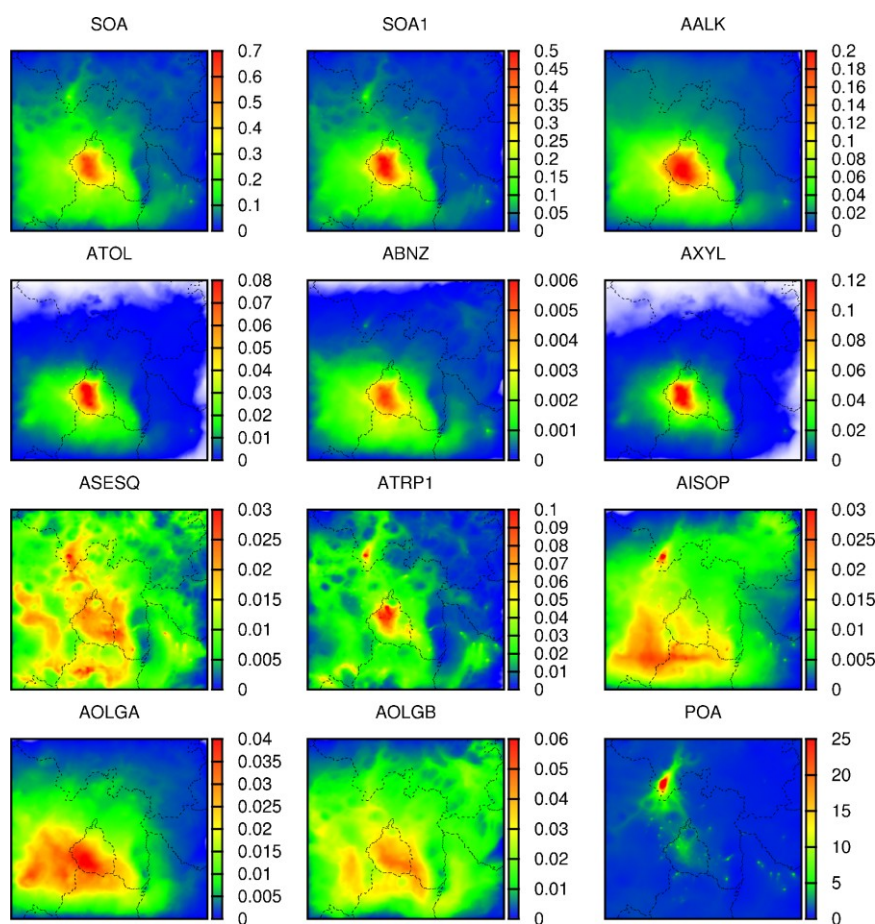 SOA SOA1 AALK
0.7 0.5 0.2
0.6 0.45 0.18
0.5 0.4 0.16
0.4 0.35 0.14
0.3 0.3 0.12
0.2 0.25 0.1
0.1 0.2 0.08
0 0.15 0.06
0.1 0.04
0.05 0.02
0 0
ATOL ABNZ AXYL
0.08 0.006 0.12
0.07 0.005 0.1
0.06 0.004 0.08
0.05 0.003 0.06
0.04 0.002 0.04
0.03 0.001 0.02
0.02 0 0
0.01
0
ASESQ ATRP1 AISOP
0.03 0.1 0.03
0.025 0.09 0.025
0.02 0.08 0.02
0.015 0.07 0.015
0.01 0.06 0.01
0.005 0.05 0.005
0 0.04 0
0.03
0.02
0.01
0
AOLGA AOLGB POA
0.04 0.06 25
0.035 0.05 20
0.03 0.04 15
0.025 0.03 10
0.02 0.02 5
0.015 0.01 0
0.01 0
0.005
0